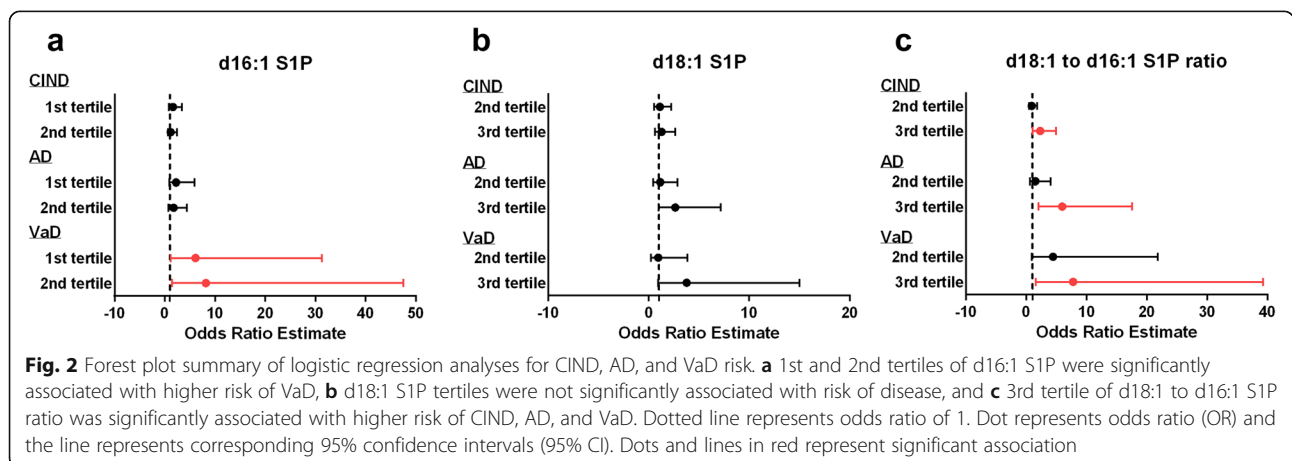 a
d16:1 S1P
CIND
1st tertile
2nd tertile
AD
1st tertile
2nd tertile
VaD
1st tertile
2nd tertile
-10 0 10 20 30 40 50
Odds Ratio Estimate
b
d18:1 S1P
CIND
2nd tertile
3rd tertile
AD
2nd tertile
3rd tertile
VaD
2nd tertile
3rd tertile
-10 0 10 20
Odds Ratio Estimate
c
d18:1 to d16:1 S1P ratio
CIND
2nd tertile
3rd tertile
AD
2nd tertile
3rd tertile
VaD
2nd tertile
3rd tertile
-10 0 10 20 30 40
Odds Ratio Estimate
Fig. 2 Forest plot summary of logistic regression analyses for CIND, AD, and VaD risk. a 1st and 2nd tertiles of d16:1 S1P were significantly
associated with higher risk of VaD, b d18:1 S1P tertiles were not significantly associated with risk of disease, and c 3rd tertile of d18:1 to d16:1 S1P
ratio was significantly associated with higher risk of CIND, AD, and VaD. Dotted line represents odds ratio of 1. Dot represents odds ratio (OR) and
the line represents corresponding 95% confidence intervals (95% CI). Dots and lines in red represent significant association